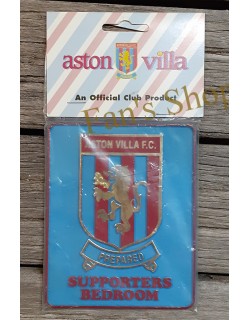 aston villa
An Official Club Product
Fan's Shop
ASTON VILLA F.C.
PREPARED
SUPPORTERS
BEDROOM